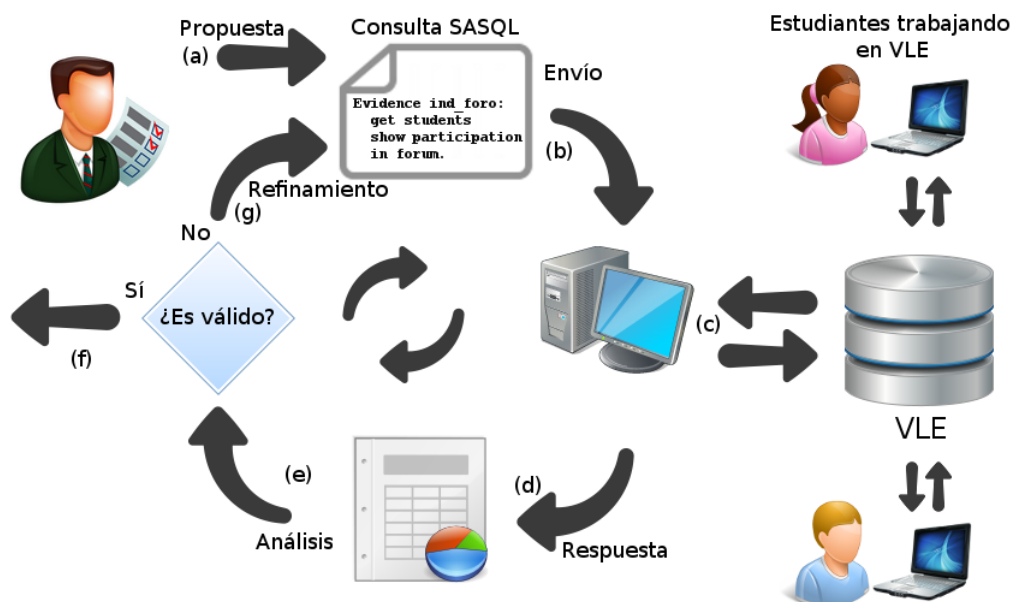 Propuesta
(a)
Consulta SASQL
Evidence ind_foro:
get students
show participation
in forum.
Envío
(b)
Estudiantes trabajando
en VLE
Refinamiento
(g)
No
Sí
¿Es válido?
(f)
(c)
VLE
(e)
(d)
Análisis
Respuesta